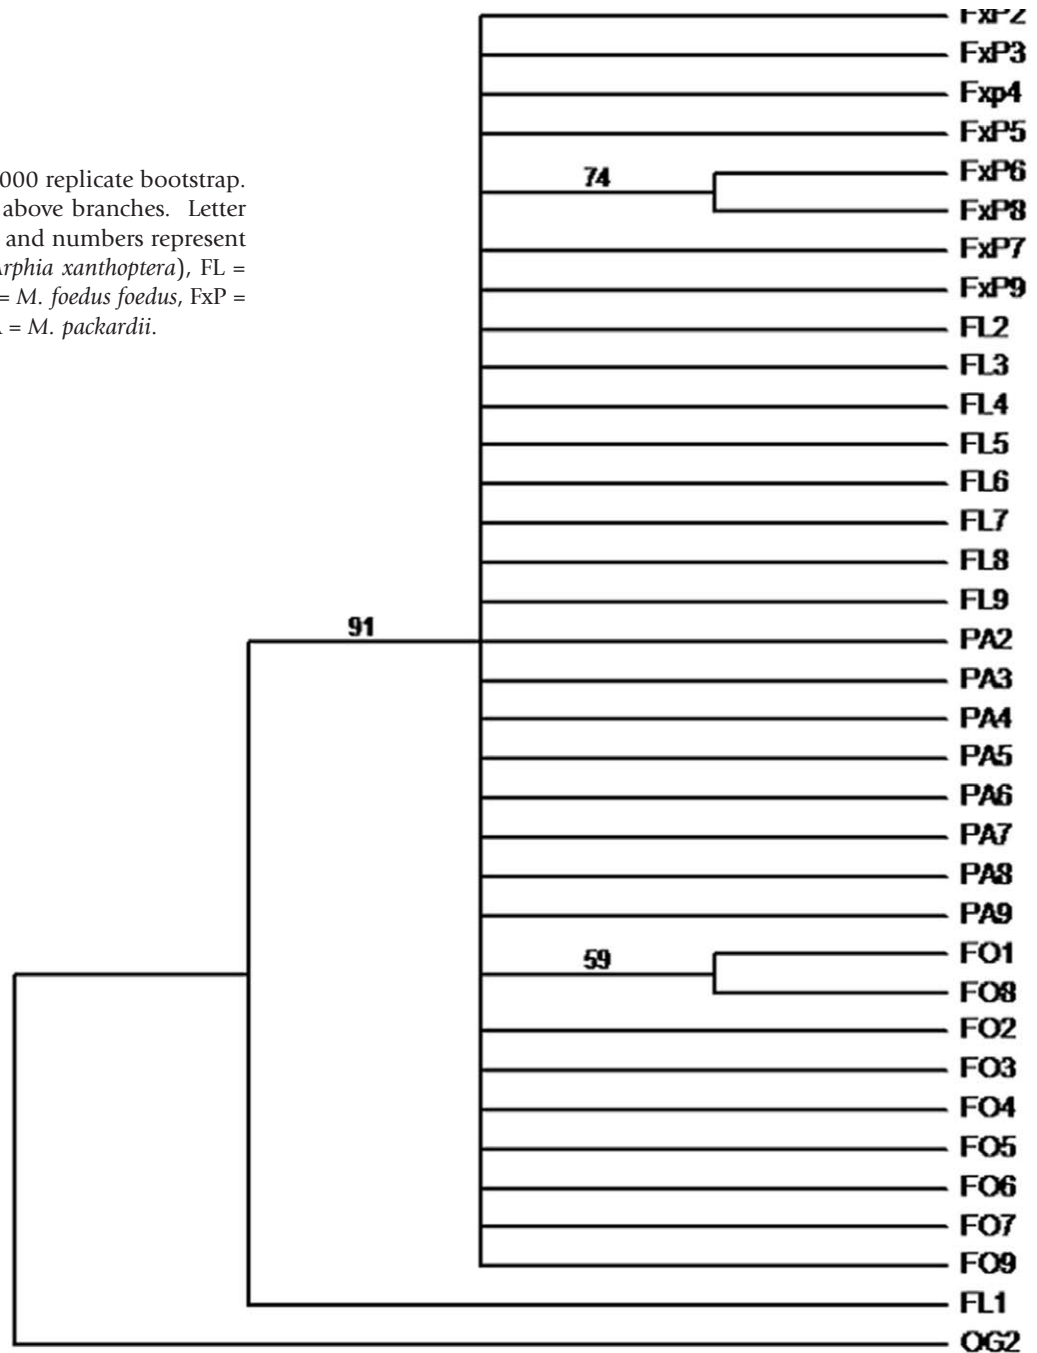 000 replicate bootstrap.
above branches. Letter
and numbers represent
rphia xanthoptera), FL =
= M. foedus foedus, FxP =
= M. packardii.
FxP2
FxP3
Fxp4
FxP5
74
FxP6
FxP8
FxP7
FxP9
FL2
FL3
FL4
FL5
FL6
FL7
FL8
FL9
91
PA2
PA3
PA4
PA5
PA6
PA7
PA8
PA9
59
FO1
FO8
FO2
FO3
FO4
FO5
FO6
FO7
FO9
FL1
OG2